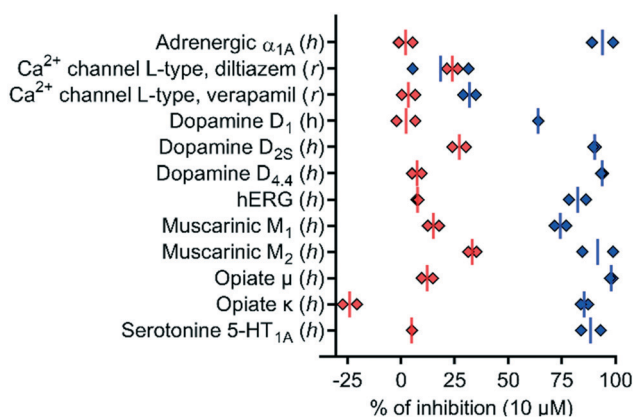 Adrenergic α1A (h)
Ca2+ channel L-type, diltiazem (r)
Ca2+ channel L-type, verapamil (r)
Dopamine D1 (h)
Dopamine D2S (h)
Dopamine D4.4 (h)
hERG (h)
Muscarinic M1 (h)
Muscarinic M2 (h)
Opiate μ (h)
Opiate κ (h)
Serotonine 5-HT1A (h)
-25 0 25 50 75 100
% of inhibition (10 μM)